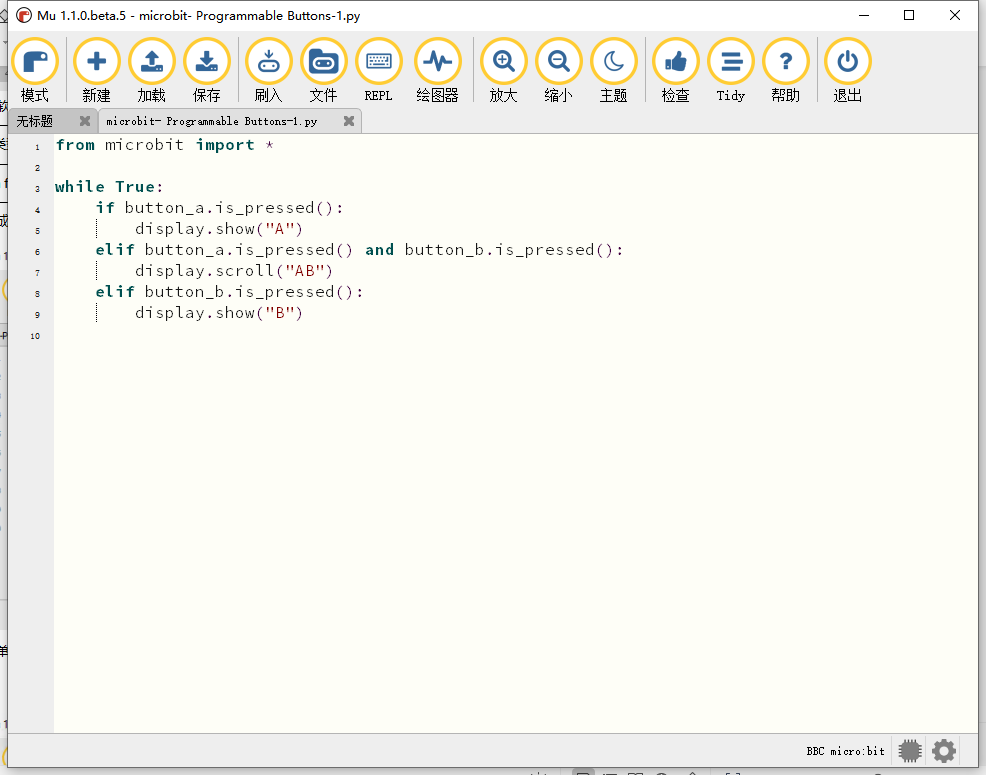 Mu 1.1.0.beta.5 - microbit- Programmable Buttons-1.py
模式 新建 加载 保存 刷入 文件 REPL 绘图器 放大 缩小 主题 检查 Tidy 帮助 退出
无标题 microbit- Programmable Buttons-1.py
1 from microbit import *
2
3 while True:
4 if button_a.is_pressed():
5 display.show("A")
6 elif button_a.is_pressed() and button_b.is_pressed():
7 display.scroll("AB")
8 elif button_b.is_pressed():
9 display.show("B")
10
BBC micro:bit